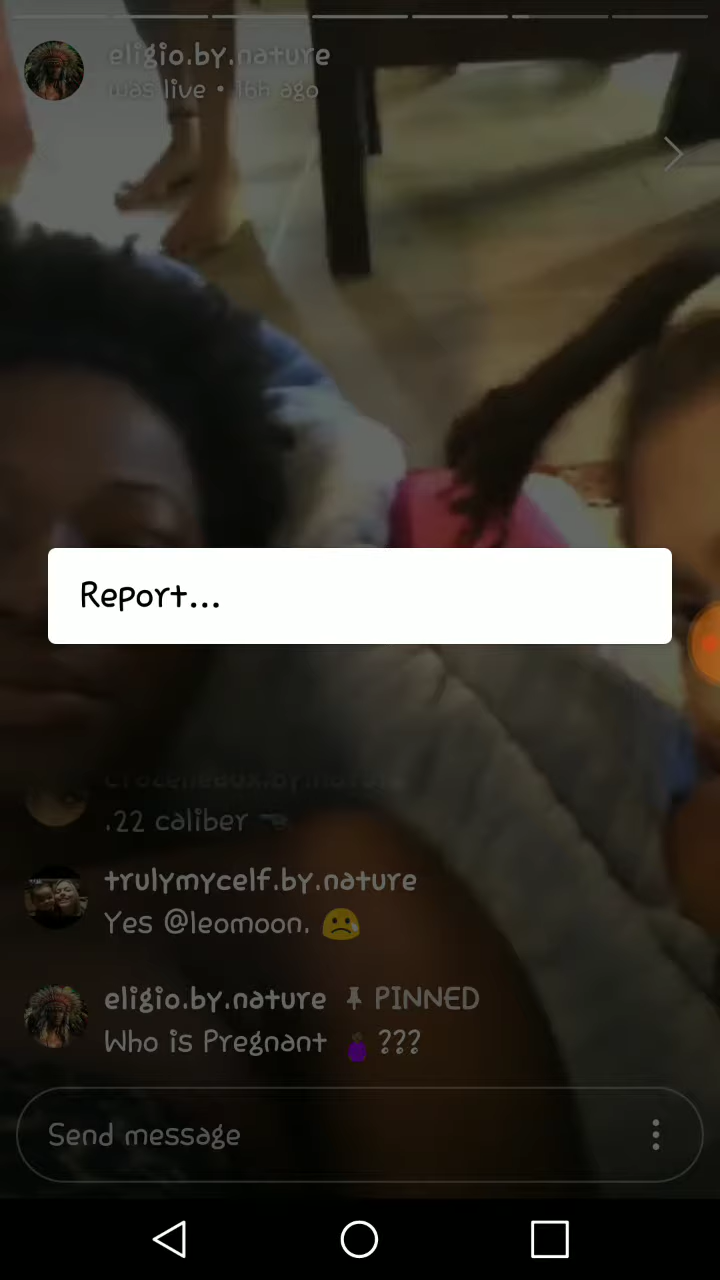 eligio.by.nature
was live • 16h ago
Report...
.22 caliber
trulymycelf.by.nature
Yes @leomoon.
eligio.by.nature PINNED
Who is Pregnant ???
Send message